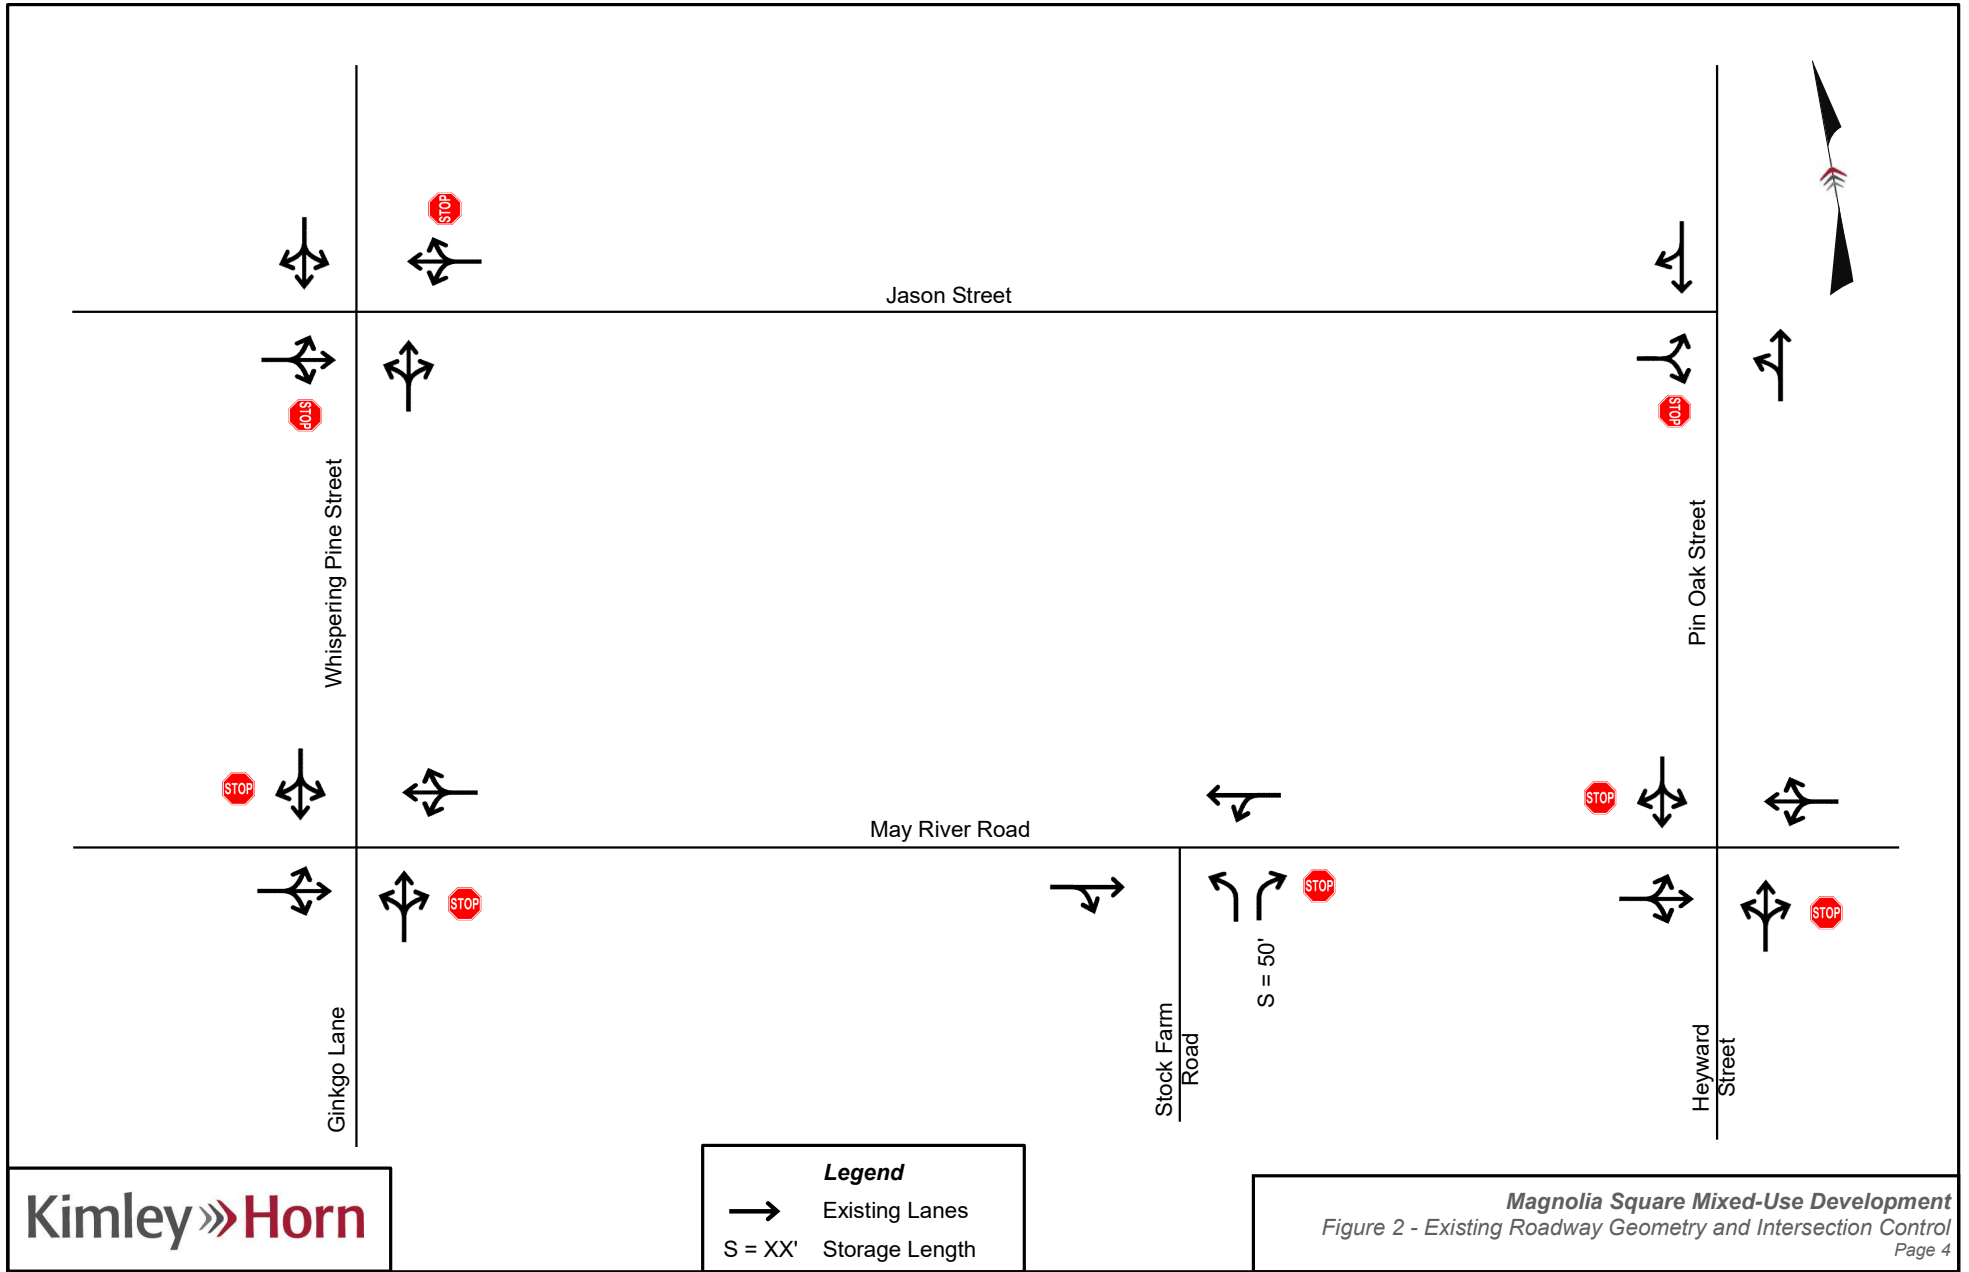 STOP
Jason Street
STOP
STOP
Whispering Pine Street
Pin Oak Street
STOP
STOP
May River Road
STOP
STOP
STOP
S = 50'
Ginkgo Lane
Stock Farm
Road
Heyward
Street
Legend
Existing Lanes
S = XX' Storage Length
Kimley Horn
Magnolia Square Mixed-Use Development
Figure 2 - Existing Roadway Geometry and Intersection Control
Page 4